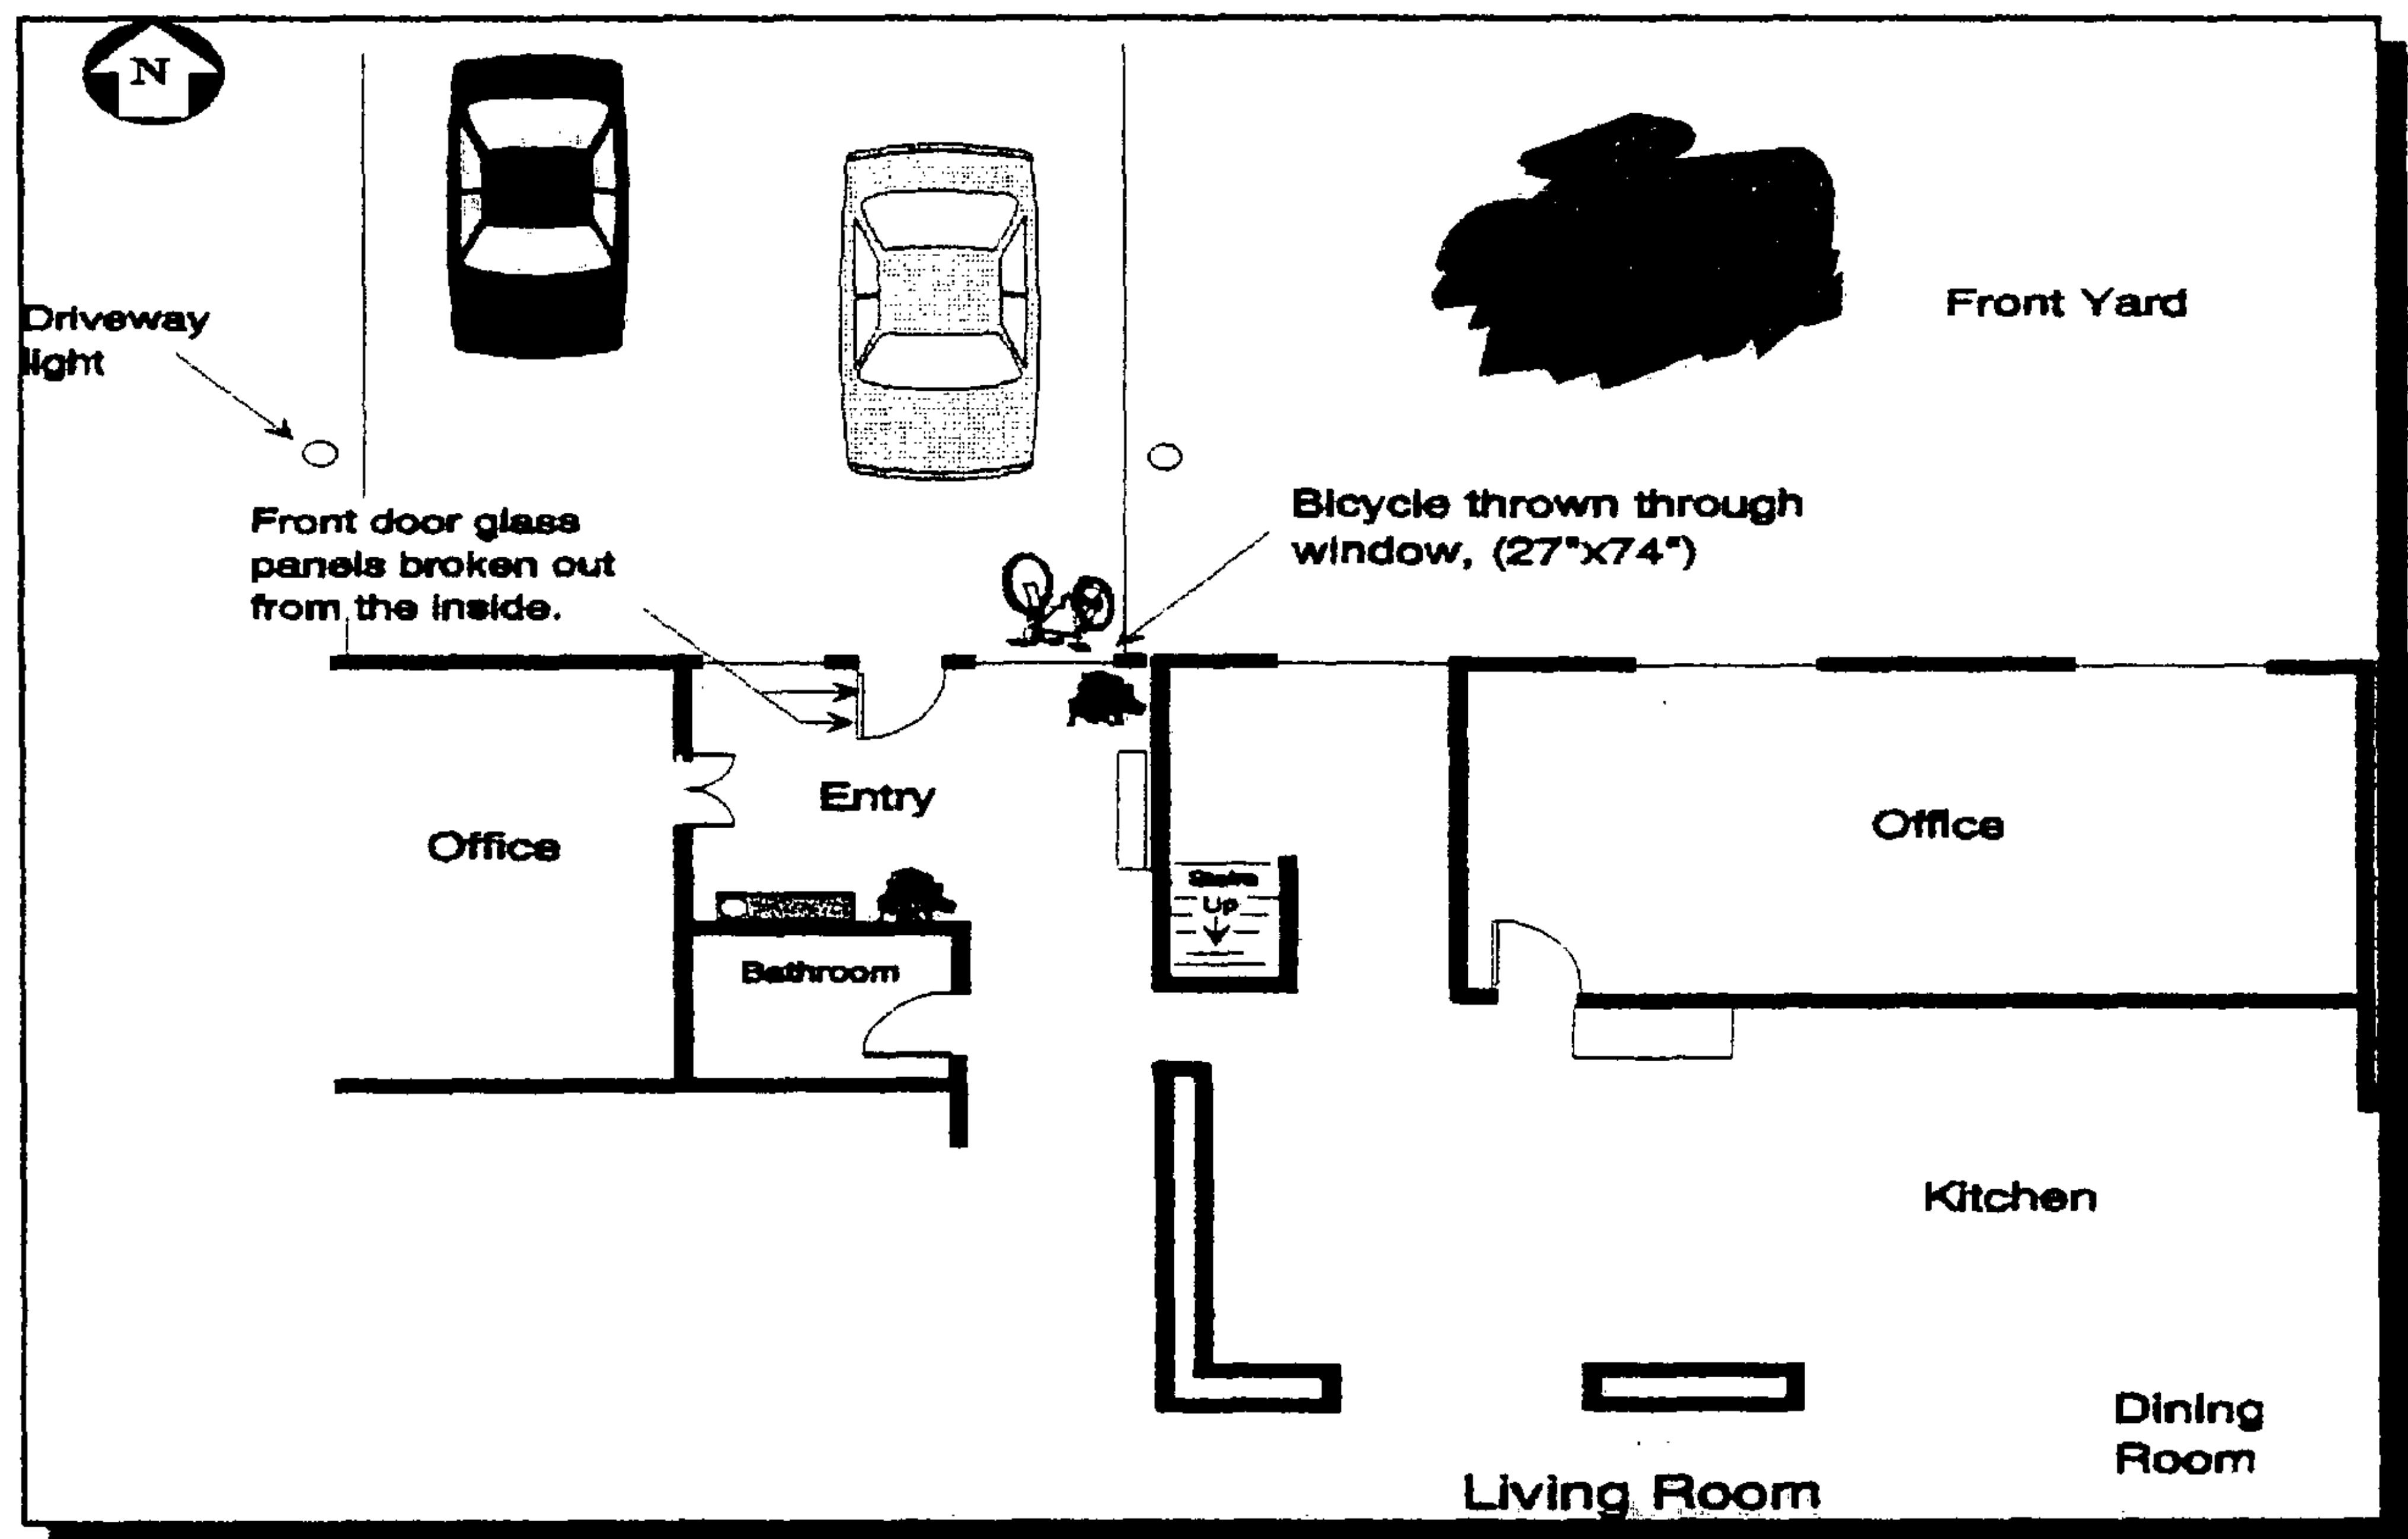 N
Driveway
light
Front Yard
Front door glass
panels broken out
from the inside.
Bicycle thrown through
window, (27"x74")
Entry
Office
Office
Stairs
Up
Bathroom
Kitchen
Dining
Room
Living Room